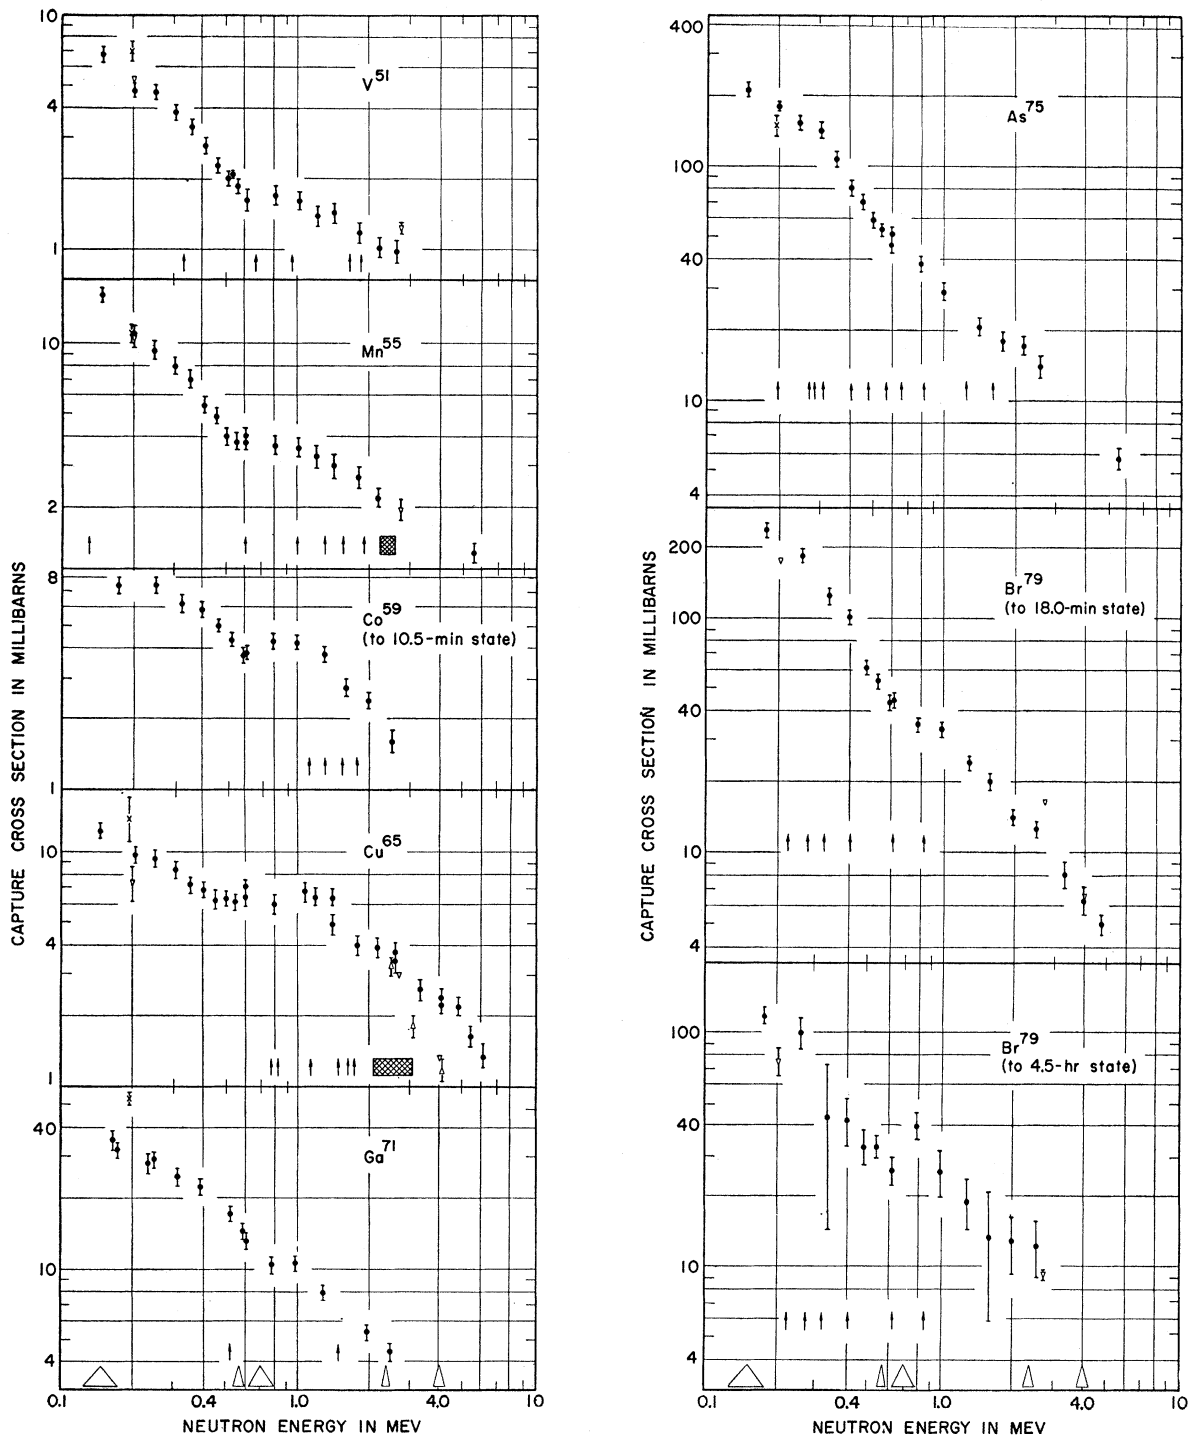 CAPTURE CROSS SECTION IN MILLIBARNS
10
4
1
V51
10
2
Mn55
8
1
Co59
(to 10.5-min state)
10
4
1
Cu65
40
10
4
Ga71
0.1
0.4
1.0
4.0
10
NEUTRON ENERGY IN MEV
CAPTURE CROSS SECTION IN MILLIBARNS
400
100
40
10
4
As75
200
100
40
10
4
Br79
(to 18.0-min state)
100
40
10
4
Br79
(to 4.5-hr state)
0.1
0.4
1.0
4.0
10
NEUTRON ENERGY IN MEV